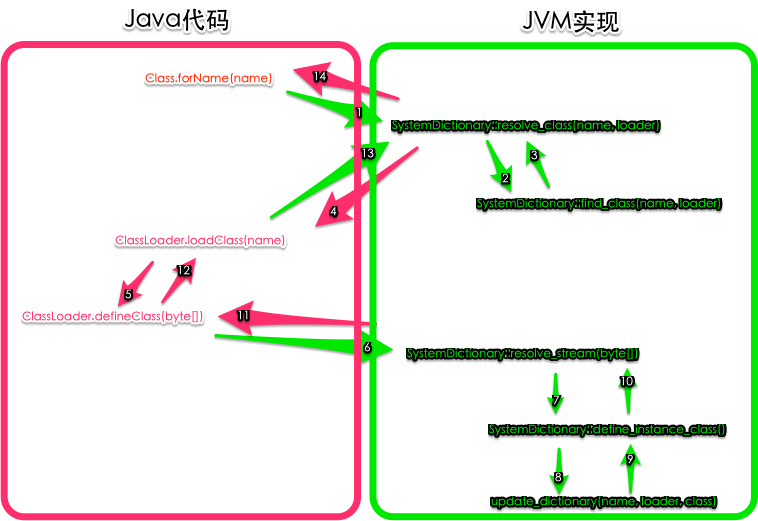 Java代码
JVM实现
Class.forName(name)
14
1
SystemDictionary::resolve_class(name, loader)
13
3
2
4
SystemDictionary::find_class(name, loader)
ClassLoader.loadClass(name)
12
5
ClassLoader.defineClass(byte[])
11
6
SystemDictionary::resolve_stream(byte[])
10
7
SystemDictionary::define_instance_class()
9
8
update_dictionary(name, loader, class)